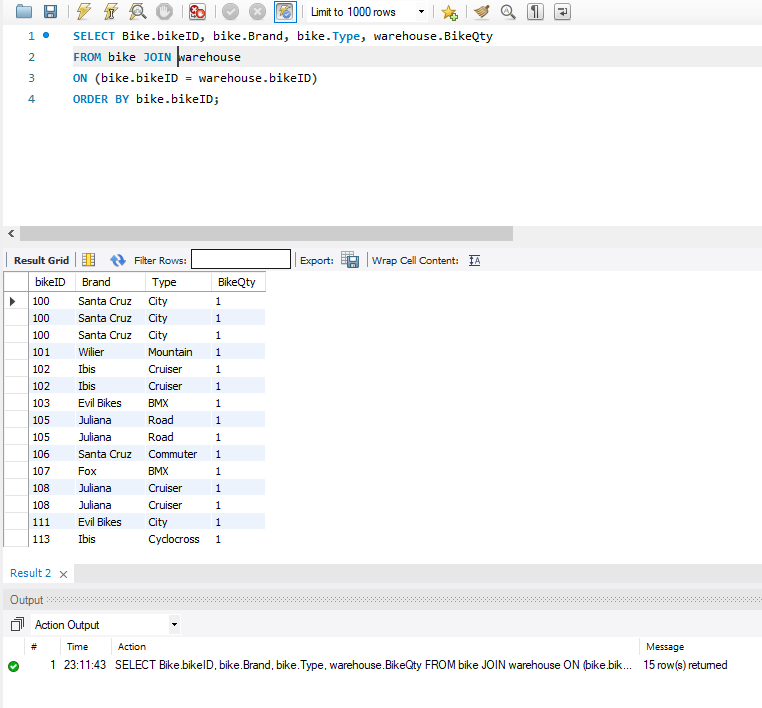 Limit to 1000 rows
1 SELECT Bike.bikeID, bike.Brand, bike.Type, warehouse.BikeQty
2 FROM bike JOIN warehouse
3 ON (bike.bikeID = warehouse.bikeID)
4 ORDER BY bike.bikeID;
Result Grid Filter Rows: Export: Wrap Cell Content:
bikeID Brand Type BikeQty
100 Santa Cruz City 1
100 Santa Cruz City 1
100 Santa Cruz City 1
101 Wilier Mountain 1
102 Ibis Cruiser 1
102 Ibis Cruiser 1
103 Evil Bikes BMX 1
105 Juliana Road 1
105 Juliana Road 1
106 Santa Cruz Commuter 1
107 Fox BMX 1
108 Juliana Cruiser 1
108 Juliana Cruiser 1
111 Evil Bikes City 1
113 Ibis Cyclocross 1
Result 2 ×
Output
Action Output
# Time Action Message
1 23:11:43 SELECT Bike.bikeID, bike.Brand, bike.Type, warehouse.BikeQty FROM bike JOIN warehouse ON (bike.bik... 15 row(s) returned